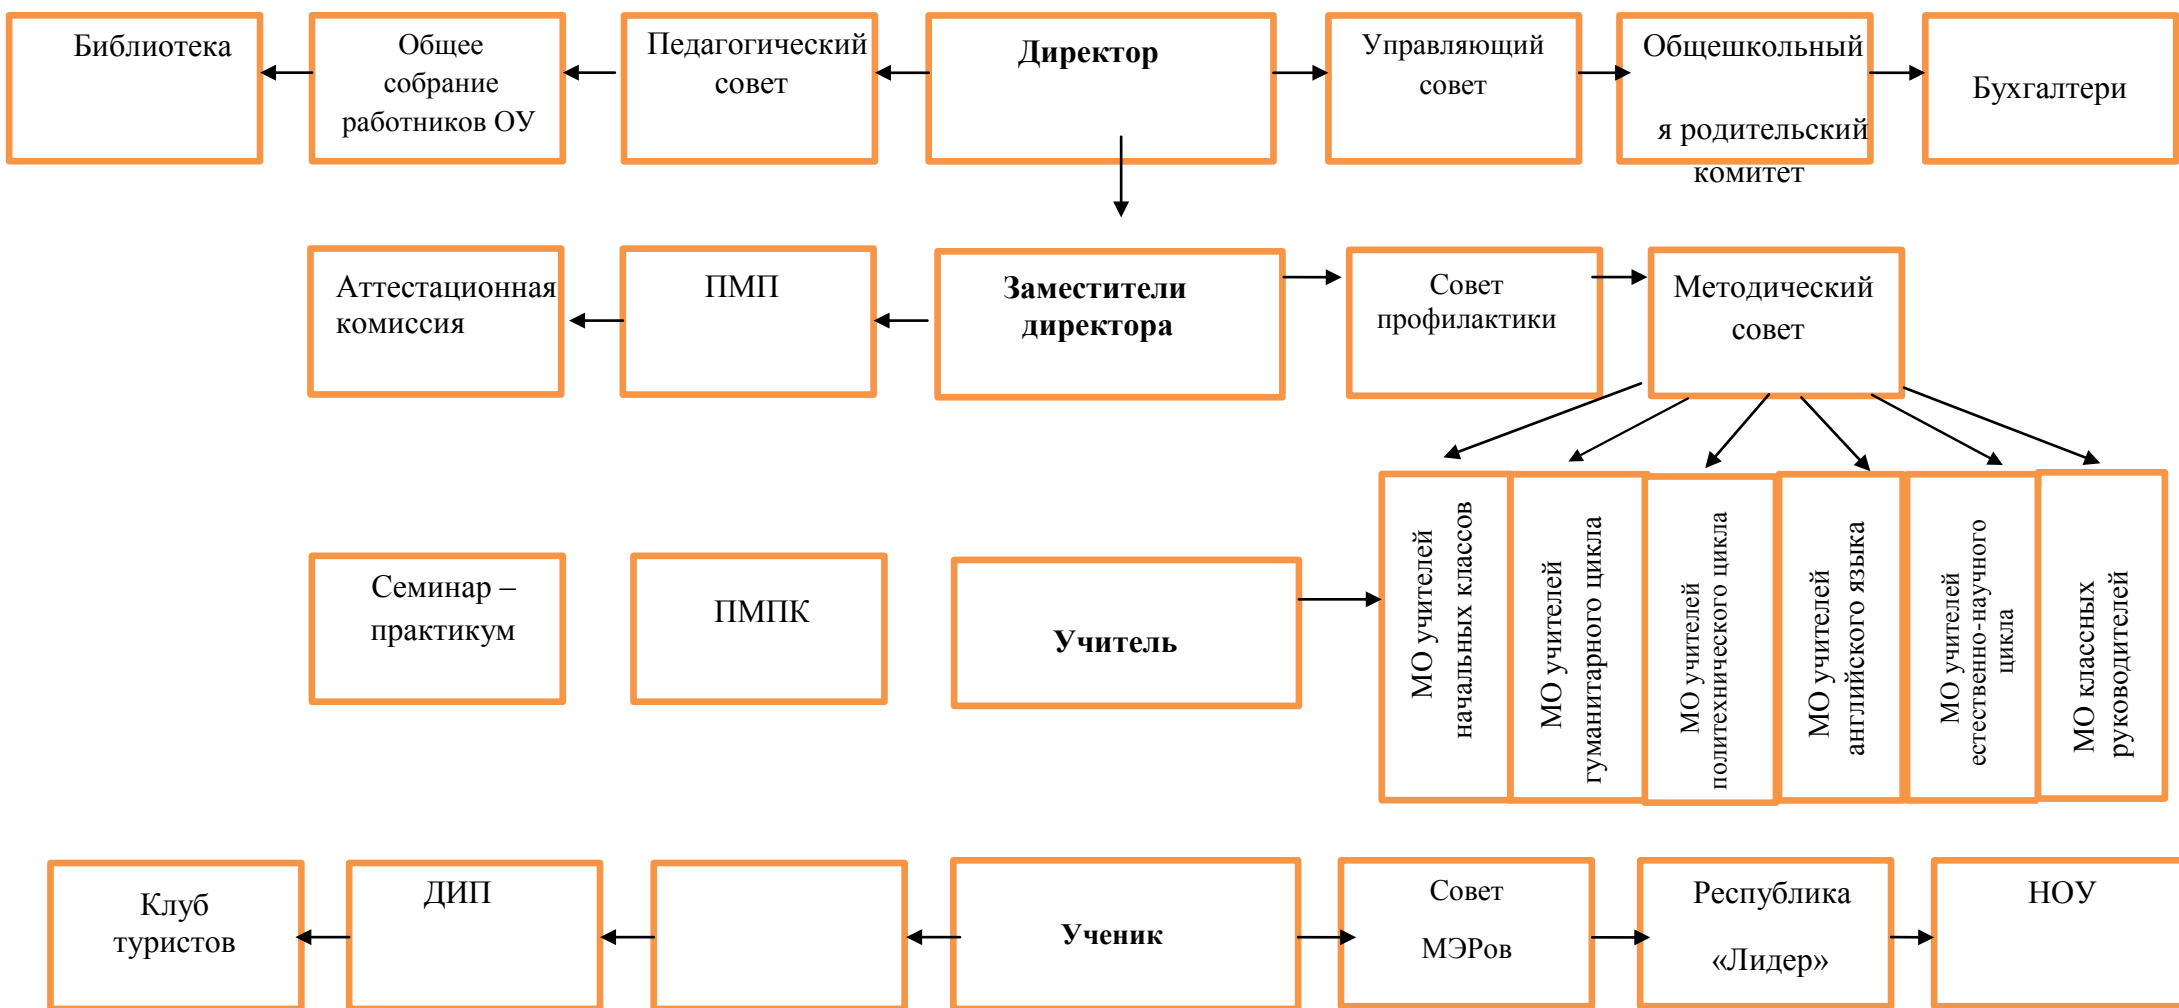 Библиотека
Общее
собрание
работников ОУ
Педагогический
совет
Директор
Управляющий
совет
Общешкольный
я родительский
комитет
Бухгалтери
Аттестационная
комиссия
ПМП
Заместители
директора
Совет
профилактики
Методический
совет
Семинар –
практикум
ПМПК
Учитель
МО учителей
начальных классов
МО учителей
гуманитарного цикла
МО учителей
политехнического цикла
МО учителей
английского языка
МО учителей
естественно-научного
цикла
МО классных
руководителей
Клуб
туристов
ДИП
Ученик
Совет
МЭРов
Республика
«Лидер»
НОУ